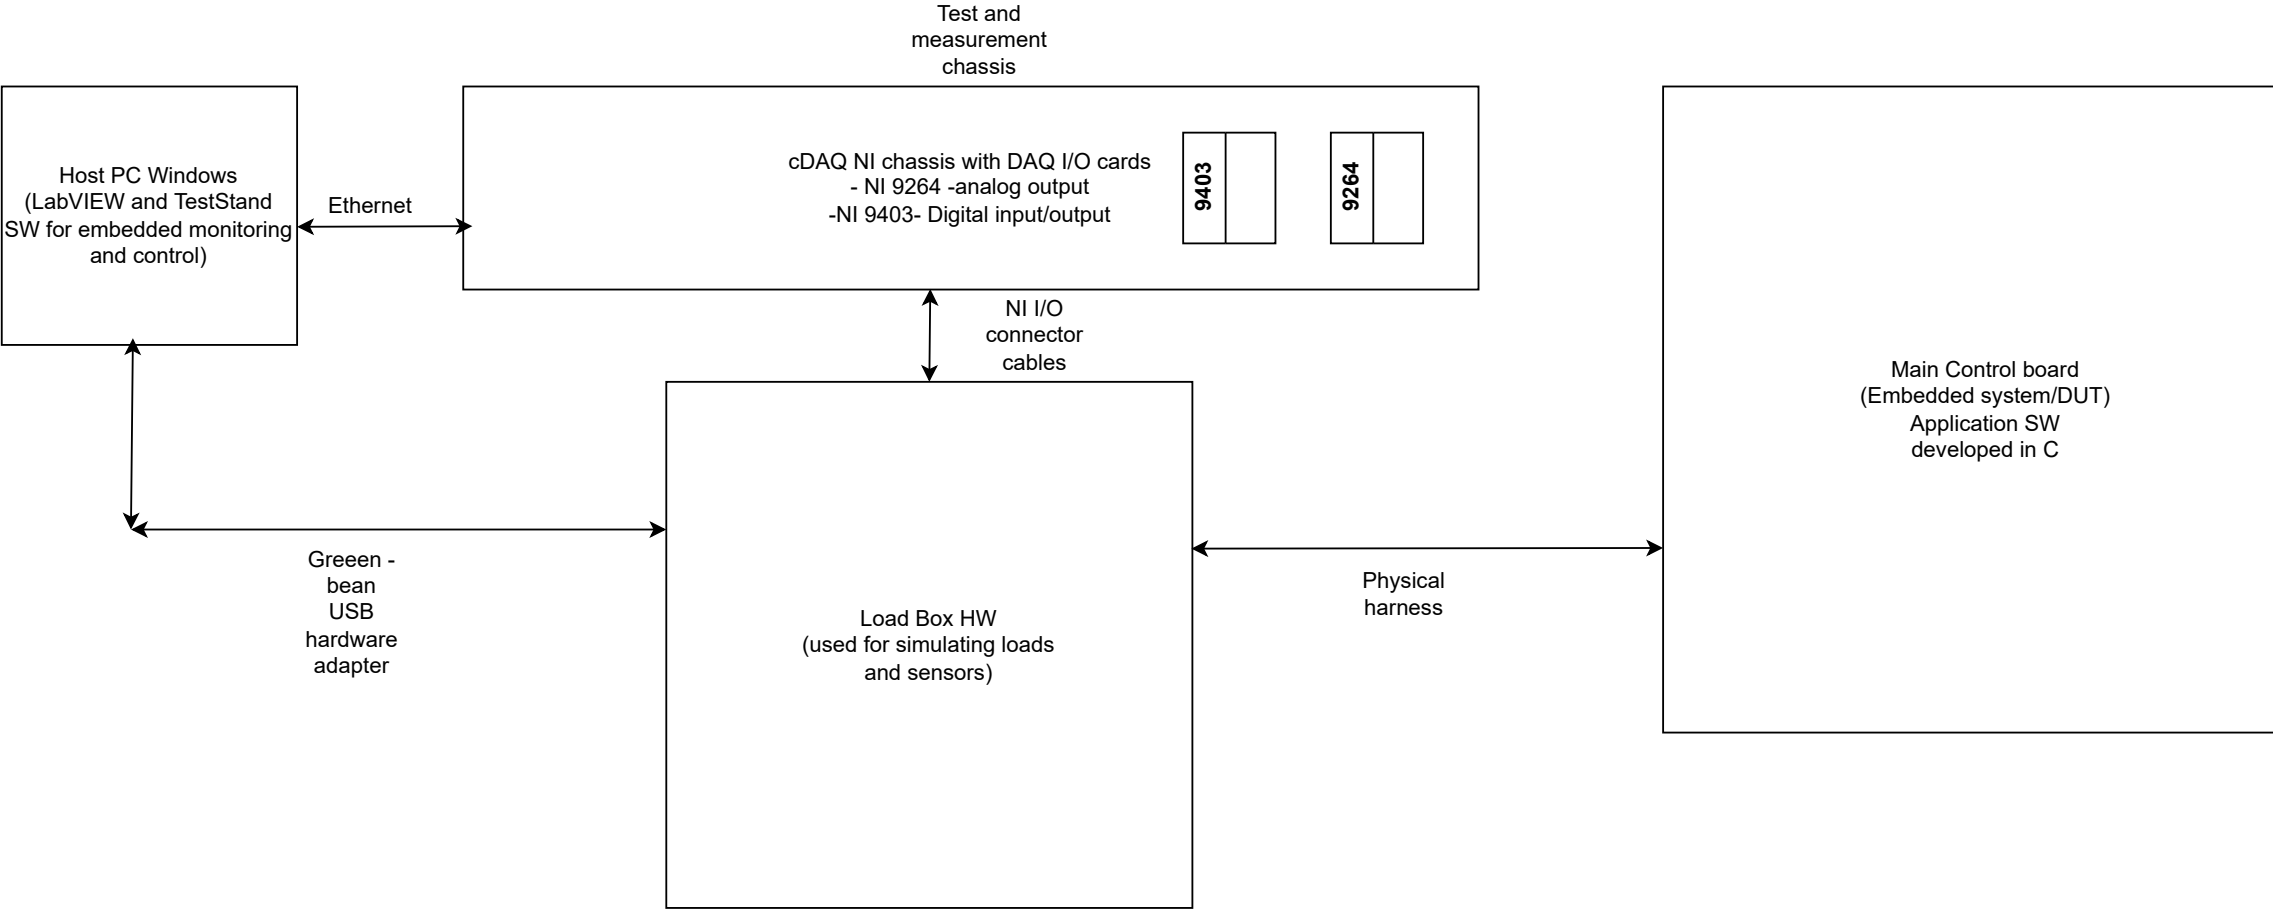 Test and
measurement
chassis
Host PC Windows
(LabVIEW and TestStand
SW for embedded monitoring
and control)
Ethernet
cDAQ NI chassis with DAQ I/O cards
- NI 9264 -analog output
-NI 9403- Digital input/output
9403
9264
NI I/O
connector
cables
Main Control board
(Embedded system/DUT)
Application SW
developed in C
Greeen -
bean
USB
hardware
adapter
Load Box HW
(used for simulating loads
and sensors)
Physical
harness